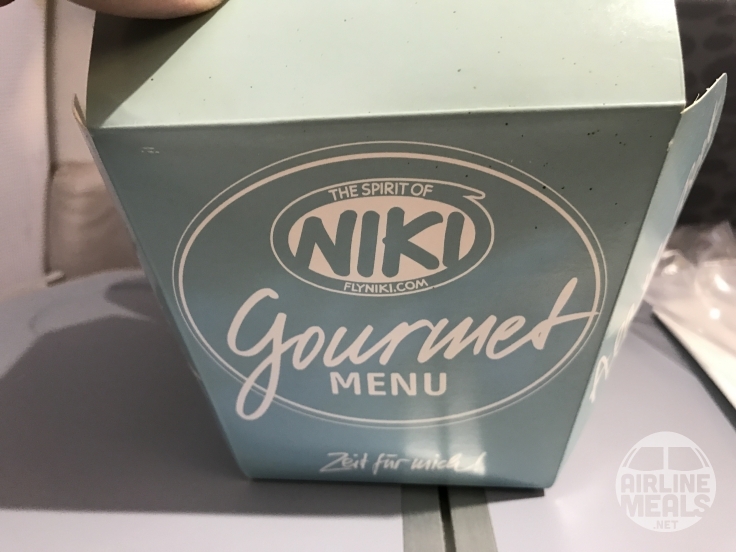 THE SPIRIT OF
NIKI
FLYNIKI.COM
Gourmet
MENU
Zeit für mich!
AIRLINE
MEALS
.NET